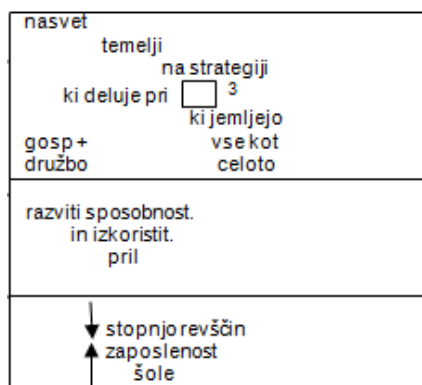 nasvet
temelji
na strategiji
ki deluje pri 3
ki jemljejo
gosp + vse kot
družbo celoto
razviti sposobnost.
in izkoristit.
pril
stopnjo revščin
zaposlenost
šole